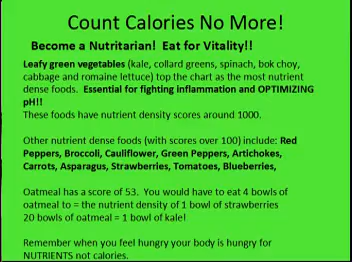 Count Calories No More!
Become a Nutritarian!  Eat for Vitality!!
Leafy green vegetables (kale, collard greens, spinach, bok choy,
cabbage and romaine lettuce) top the chart as the most nutrient
dense foods.  Essential for fighting inflammation and OPTIMIZING
pH!!
These foods have nutrient density scores around 1000.
Other nutrient dense foods (with scores over 100) include: Red
Peppers, Broccoli, Cauliflower, Green Peppers, Artichokes,
Carrots, Asparagus, Strawberries, Tomatoes, Blueberries,
Oatmeal has a score of 53.  You would have to eat 4 bowls of
oatmeal to = the nutrient density of 1 bowl of strawberries
20 bowls of oatmeal = 1 bowl of kale!
Remember when you feel hungry your body is hungry for
NUTRIENTS not calories.